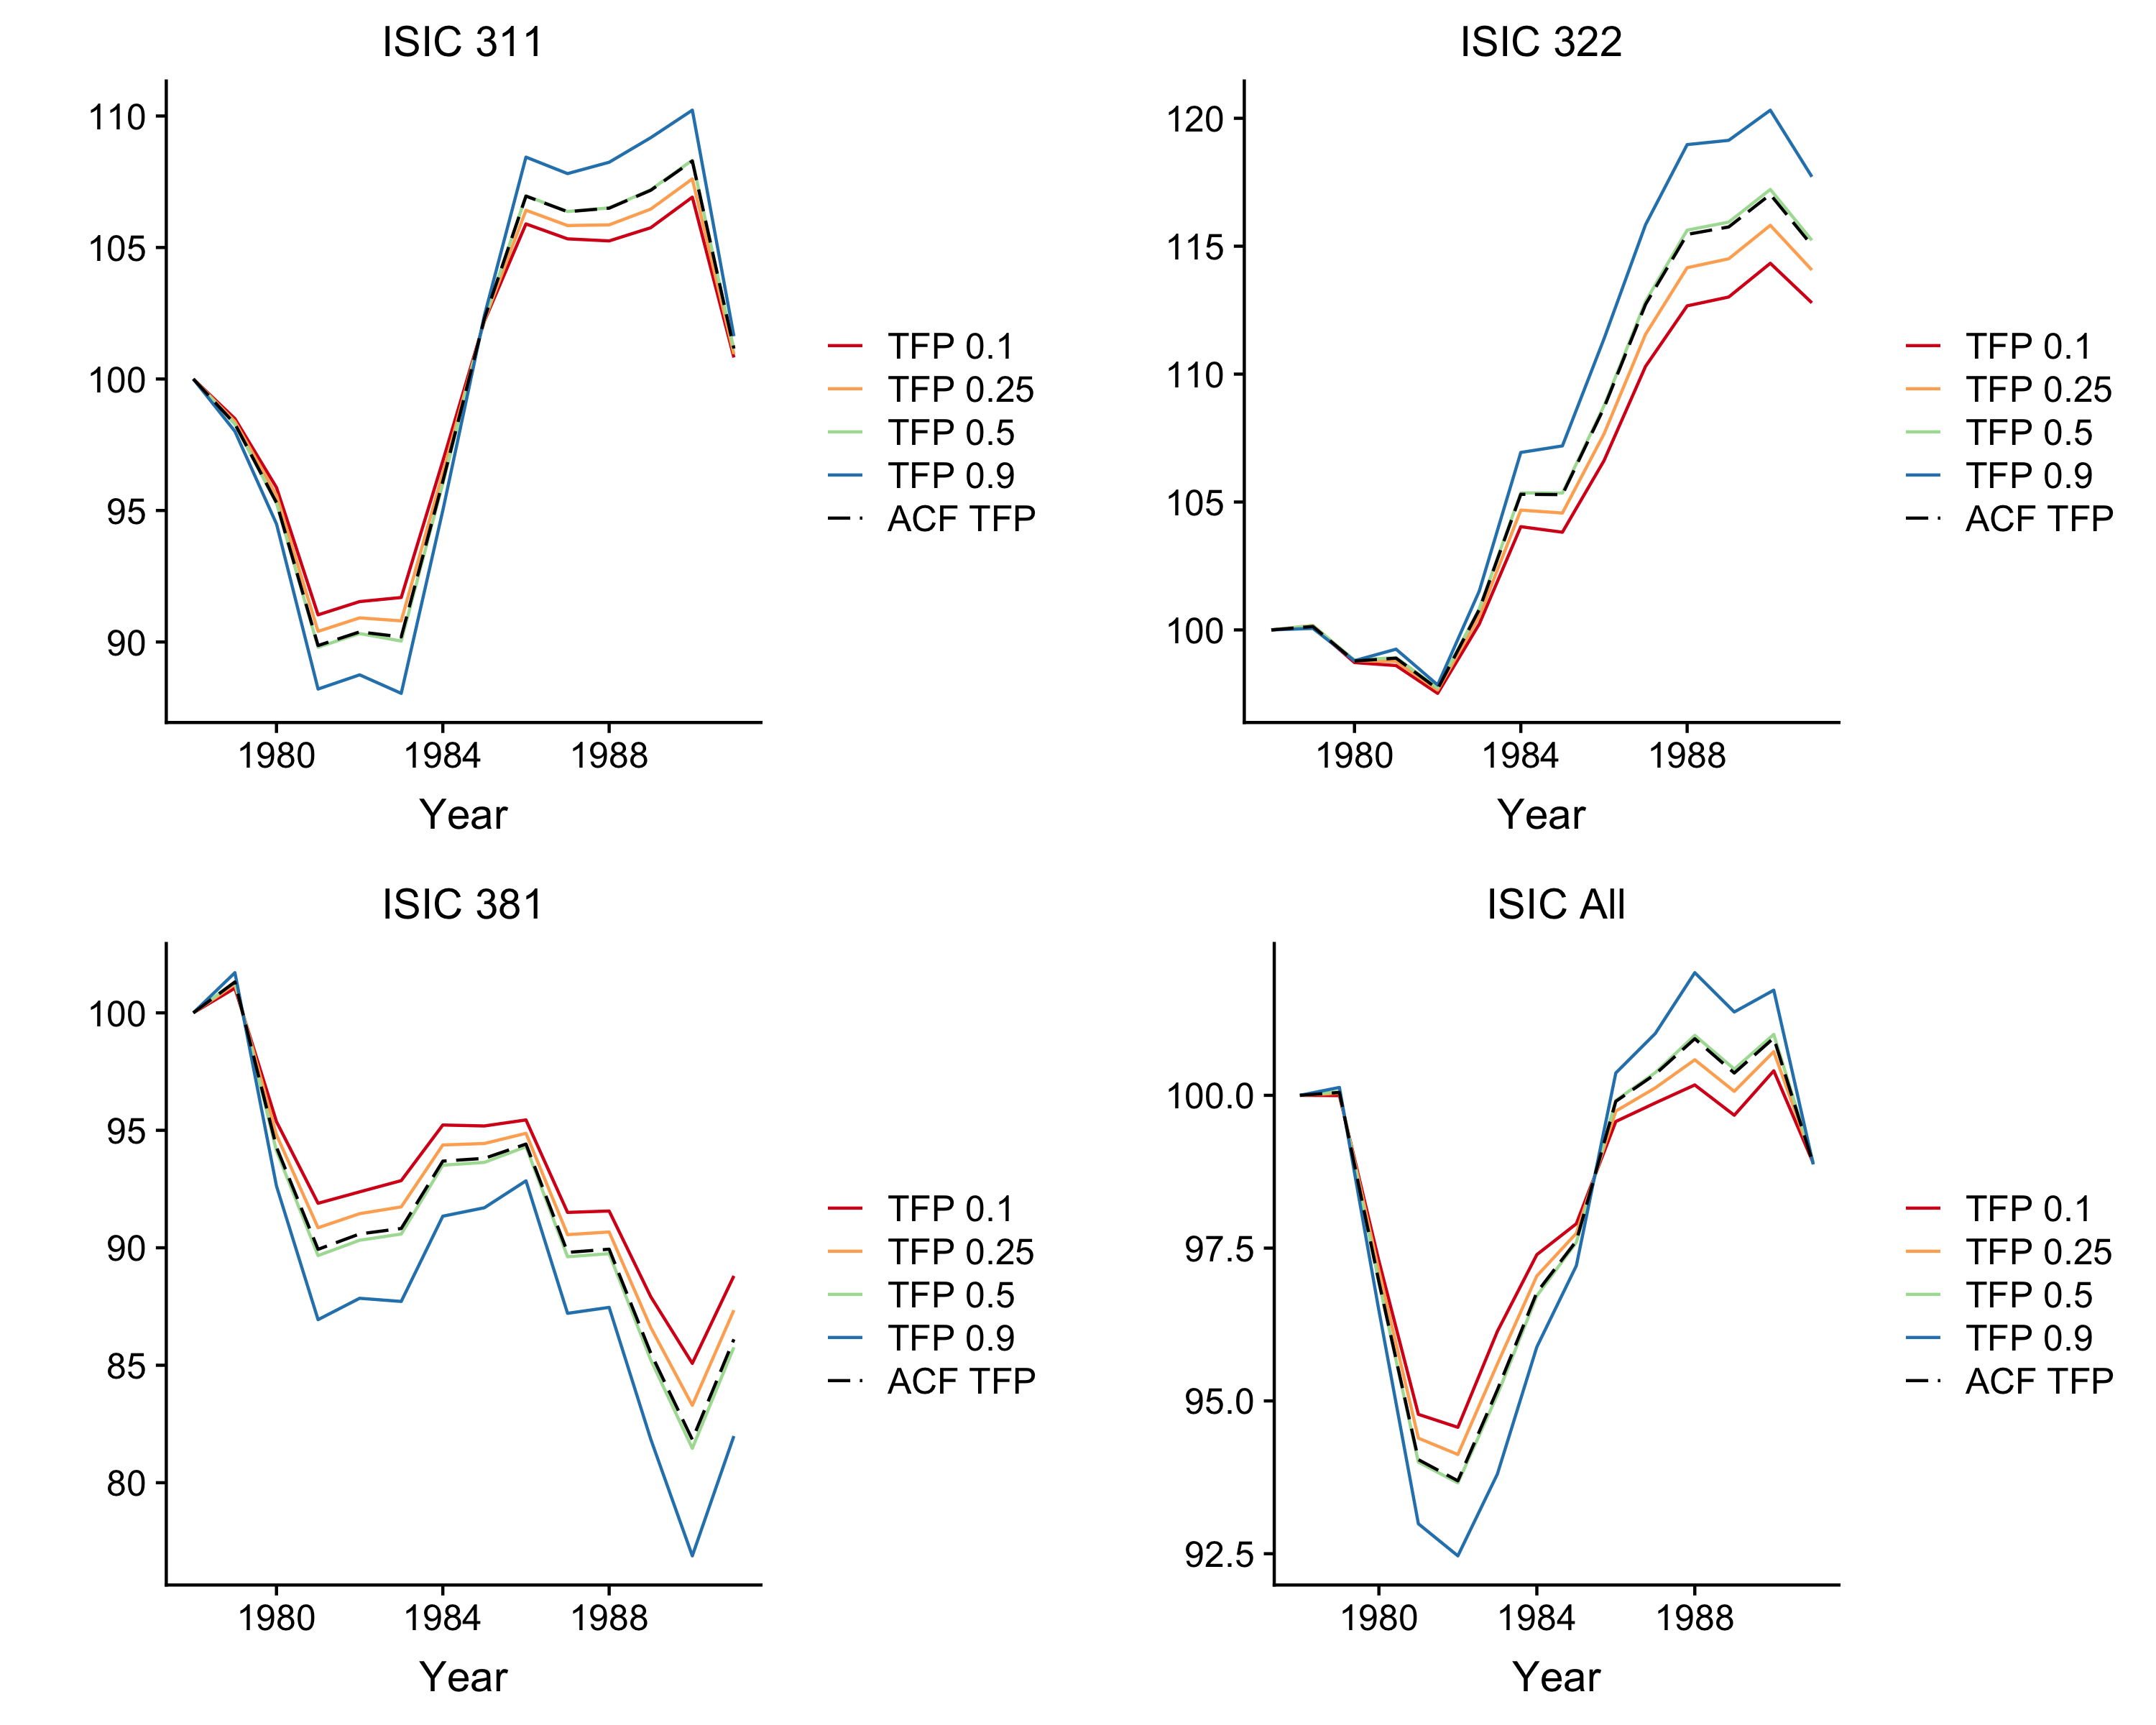 ISIC 311
110
105
100
95
90
1980 1984 1988
Year
TFP 0.1
TFP 0.25
TFP 0.5
TFP 0.9
ACF TFP
ISIC 322
120
115
110
105
100
1980 1984 1988
Year
TFP 0.1
TFP 0.25
TFP 0.5
TFP 0.9
ACF TFP
ISIC 381
100
95
90
85
80
1980 1984 1988
Year
TFP 0.1
TFP 0.25
TFP 0.5
TFP 0.9
ACF TFP
ISIC All
100.0
97.5
95.0
92.5
1980 1984 1988
Year
TFP 0.1
TFP 0.25
TFP 0.5
TFP 0.9
ACF TFP